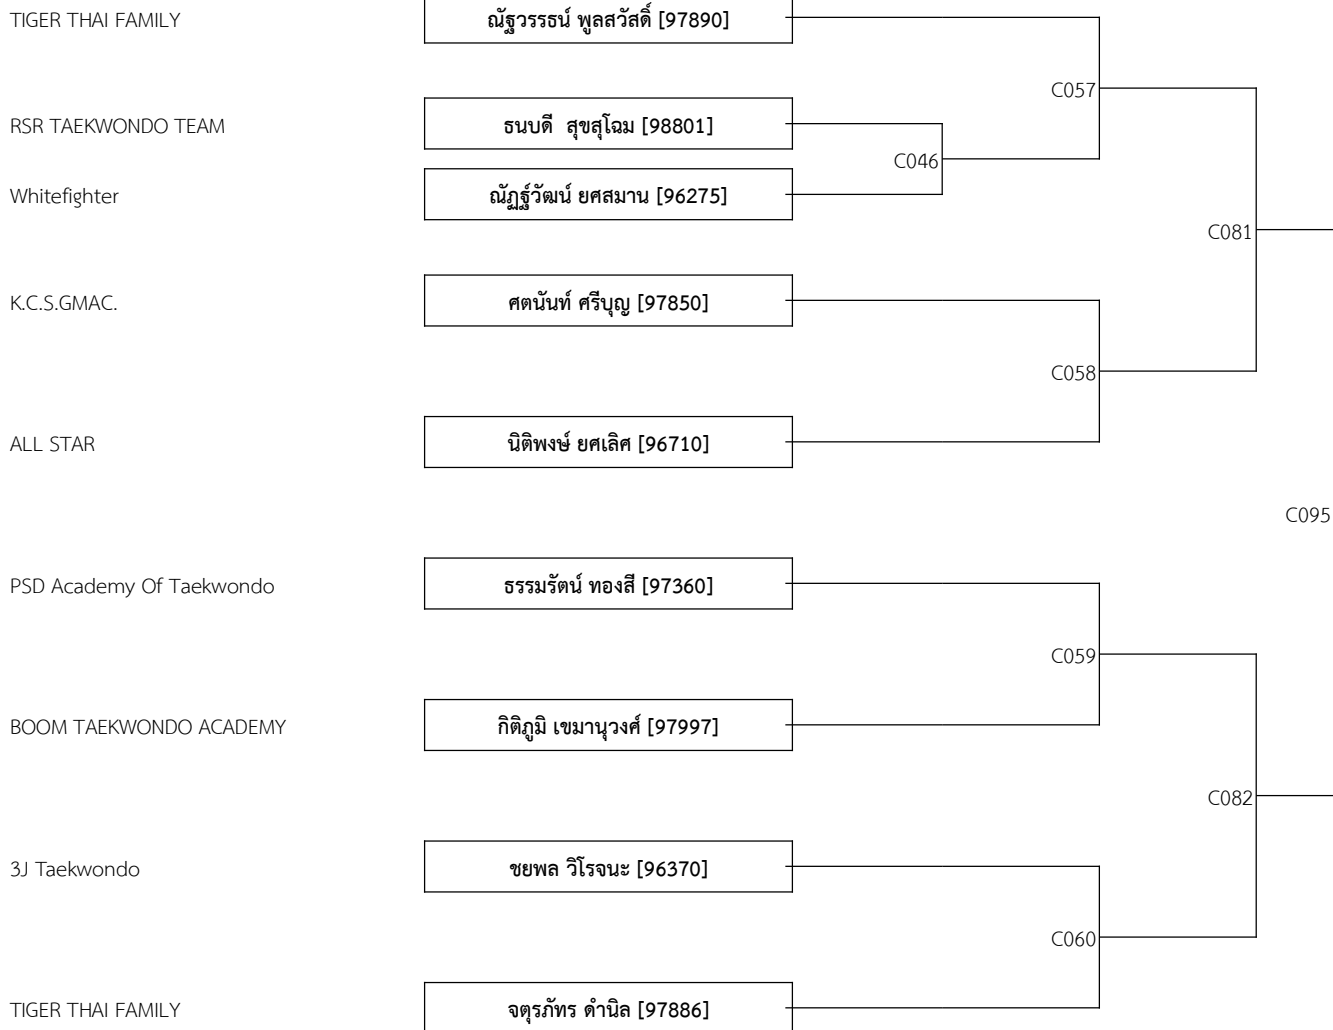 TIGER THAI FAMILY ณัฐวรรธน์ พูลสวัสดิ์ [97890]
C057
RSR TAEKWONDO TEAM ธนบดี  สุขสุโฉม [98801]
C046
Whitefighter ณัฏฐ์วัฒน์ ยศสมาน [96275]
C081
K.C.S.GMAC. ศตนันท์ ศรีบุญ [97850]
C058
ALL STAR นิติพงษ์ ยศเลิศ [96710]
C095
PSD Academy Of Taekwondo ธรรมรัตน์ ทองสี [97360]
C059
BOOM TAEKWONDO ACADEMY กิติภูมิ เขมานุวงศ์ [97997]
C082
3J Taekwondo ชยพล วิโรจนะ [96370]
C060
TIGER THAI FAMILY จตุรภัทร ดำนิล [97886]